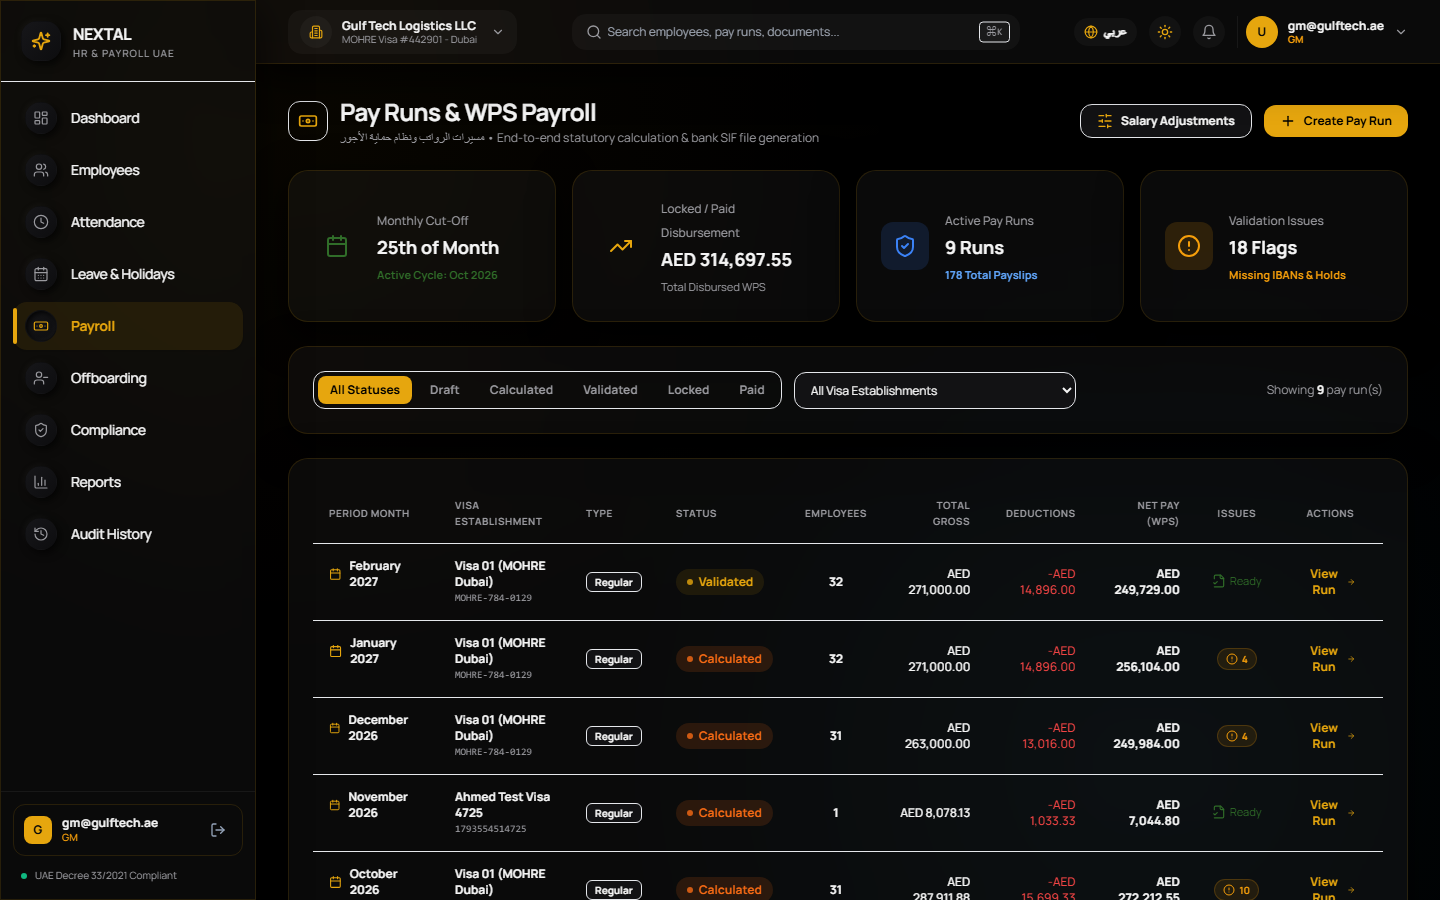 NEXTAL
HR & PAYROLL UAE
Gulf Tech Logistics LLC
MOHRE Visa #442901 - Dubai
Search employees, pay runs, documents...
⌘K
عربي
U
gm@gulftech.ae
GM
Dashboard
Employees
Attendance
Leave & Holidays
Payroll
Offboarding
Compliance
Reports
Audit History
G
gm@gulftech.ae
GM
UAE Decree 33/2021 Compliant
Pay Runs & WPS Payroll
مسيرات الرواتب ونظام حماية الأجور • End-to-end statutory calculation & bank SIF file generation
Salary Adjustments
Create Pay Run
Monthly Cut-Off
25th of Month
Active Cycle: Oct 2026
Locked / Paid
Disbursement
AED 314,697.55
Total Disbursed WPS
Active Pay Runs
9 Runs
178 Total Payslips
Validation Issues
18 Flags
Missing IBANs & Holds
All Statuses
Draft
Calculated
Validated
Locked
Paid
All Visa Establishments
Showing 9 pay run(s)
PERIOD MONTH
VISA
ESTABLISHMENT
TYPE
STATUS
EMPLOYEES
TOTAL
GROSS
DEDUCTIONS
NET PAY
(WPS)
ISSUES
ACTIONS
February
2027
Visa 01 (MOHRE
Dubai)
MOHRE-784-0129
Regular
Validated
32
AED
271,000.00
-AED
14,896.00
AED
249,729.00
Ready
View
Run →
January
2027
Visa 01 (MOHRE
Dubai)
MOHRE-784-0129
Regular
Calculated
32
AED
271,000.00
-AED
14,896.00
AED
256,104.00
4
View
Run →
December
2026
Visa 01 (MOHRE
Dubai)
MOHRE-784-0129
Regular
Calculated
31
AED
263,000.00
-AED
13,016.00
AED
249,984.00
4
View
Run →
November
2026
Ahmed Test Visa
4725
1793554514725
Regular
Calculated
1
AED 8,078.13
-AED
1,033.33
AED
7,044.80
Ready
View
Run →
October
2026
Visa 01 (MOHRE
Dubai)
Regular
Calculated
31
AED
287,911.88
-AED
15,699.33
AED
272,212.55
10
View
Run →